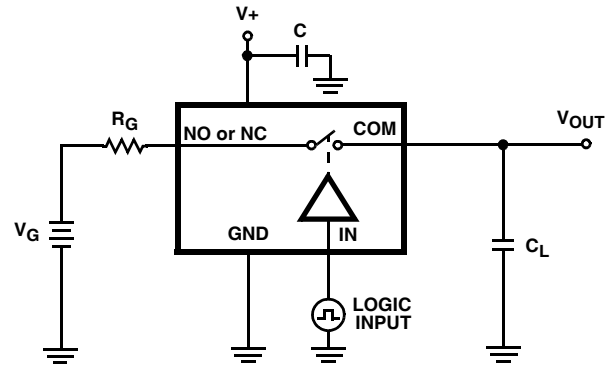 V+
C
R_G
NO or NC
COM
V_OUT
V_G
GND
IN
C_L
LOGIC
INPUT